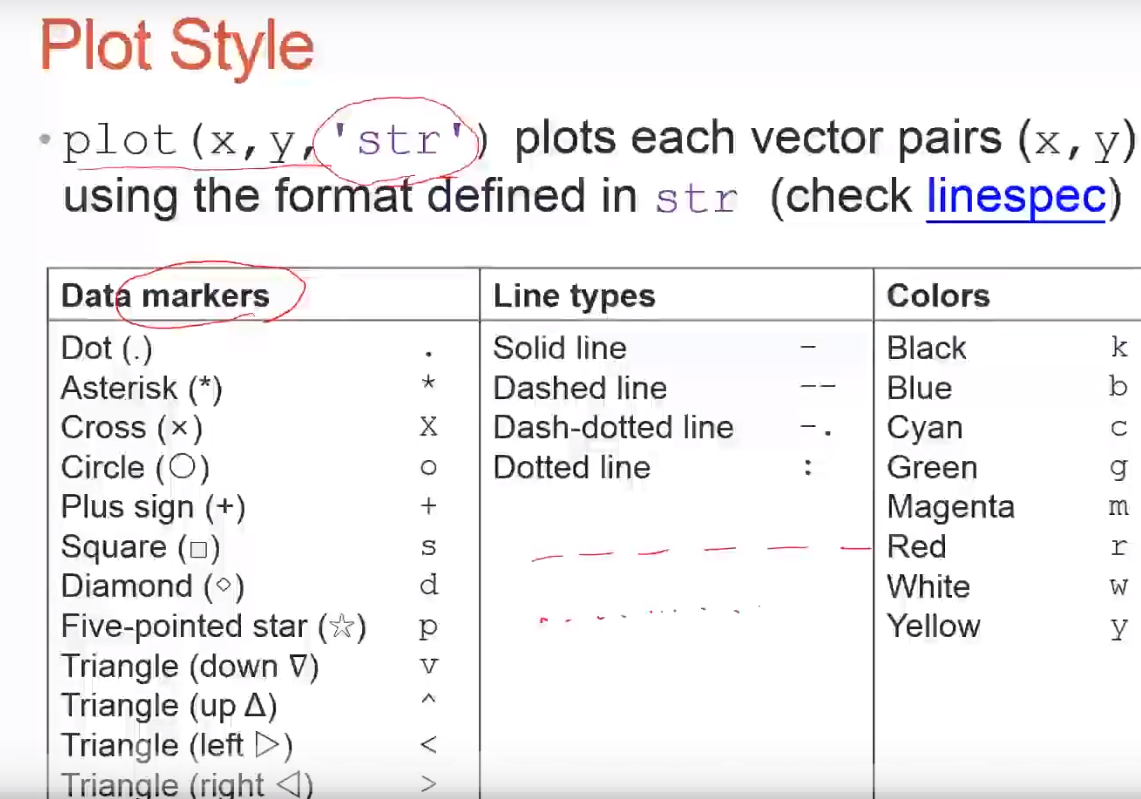 Plot Style
• plot(x,y,'str') plots each vector pairs (x,y)
using the format defined in str (check linespec)
Data markers Line types Colors
Dot (.) . Solid line - Black k
Asterisk (*) * Dashed line -- Blue b
Cross (×) X Dash-dotted line -. Cyan c
Circle (○) o Dotted line : Green g
Plus sign (+) + Magenta m
Square (□) s Red r
Diamond (◇) d White w
Five-pointed star (☆) p Yellow y
Triangle (down ∇) v
Triangle (up Δ) ^
Triangle (left ▷) <
Triangle (right ◁) >